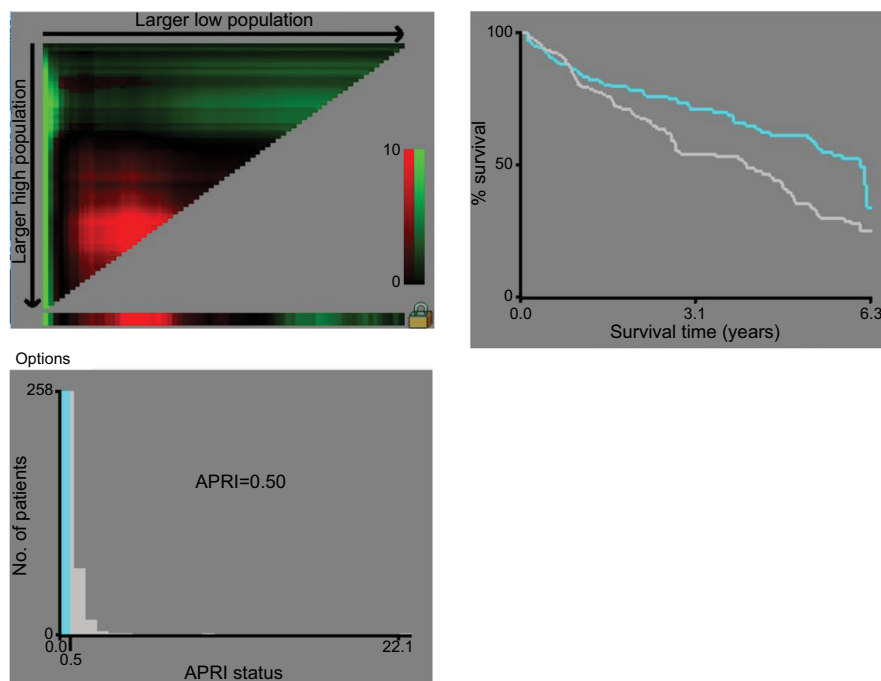 Larger low population
Larger high population
10
0
100
50
0
% survival
0.0
3.1
6.3
Survival time (years)
Options
258
0
No. of patients
APRI=0.50
0.0
0.5
22.1
APRI status